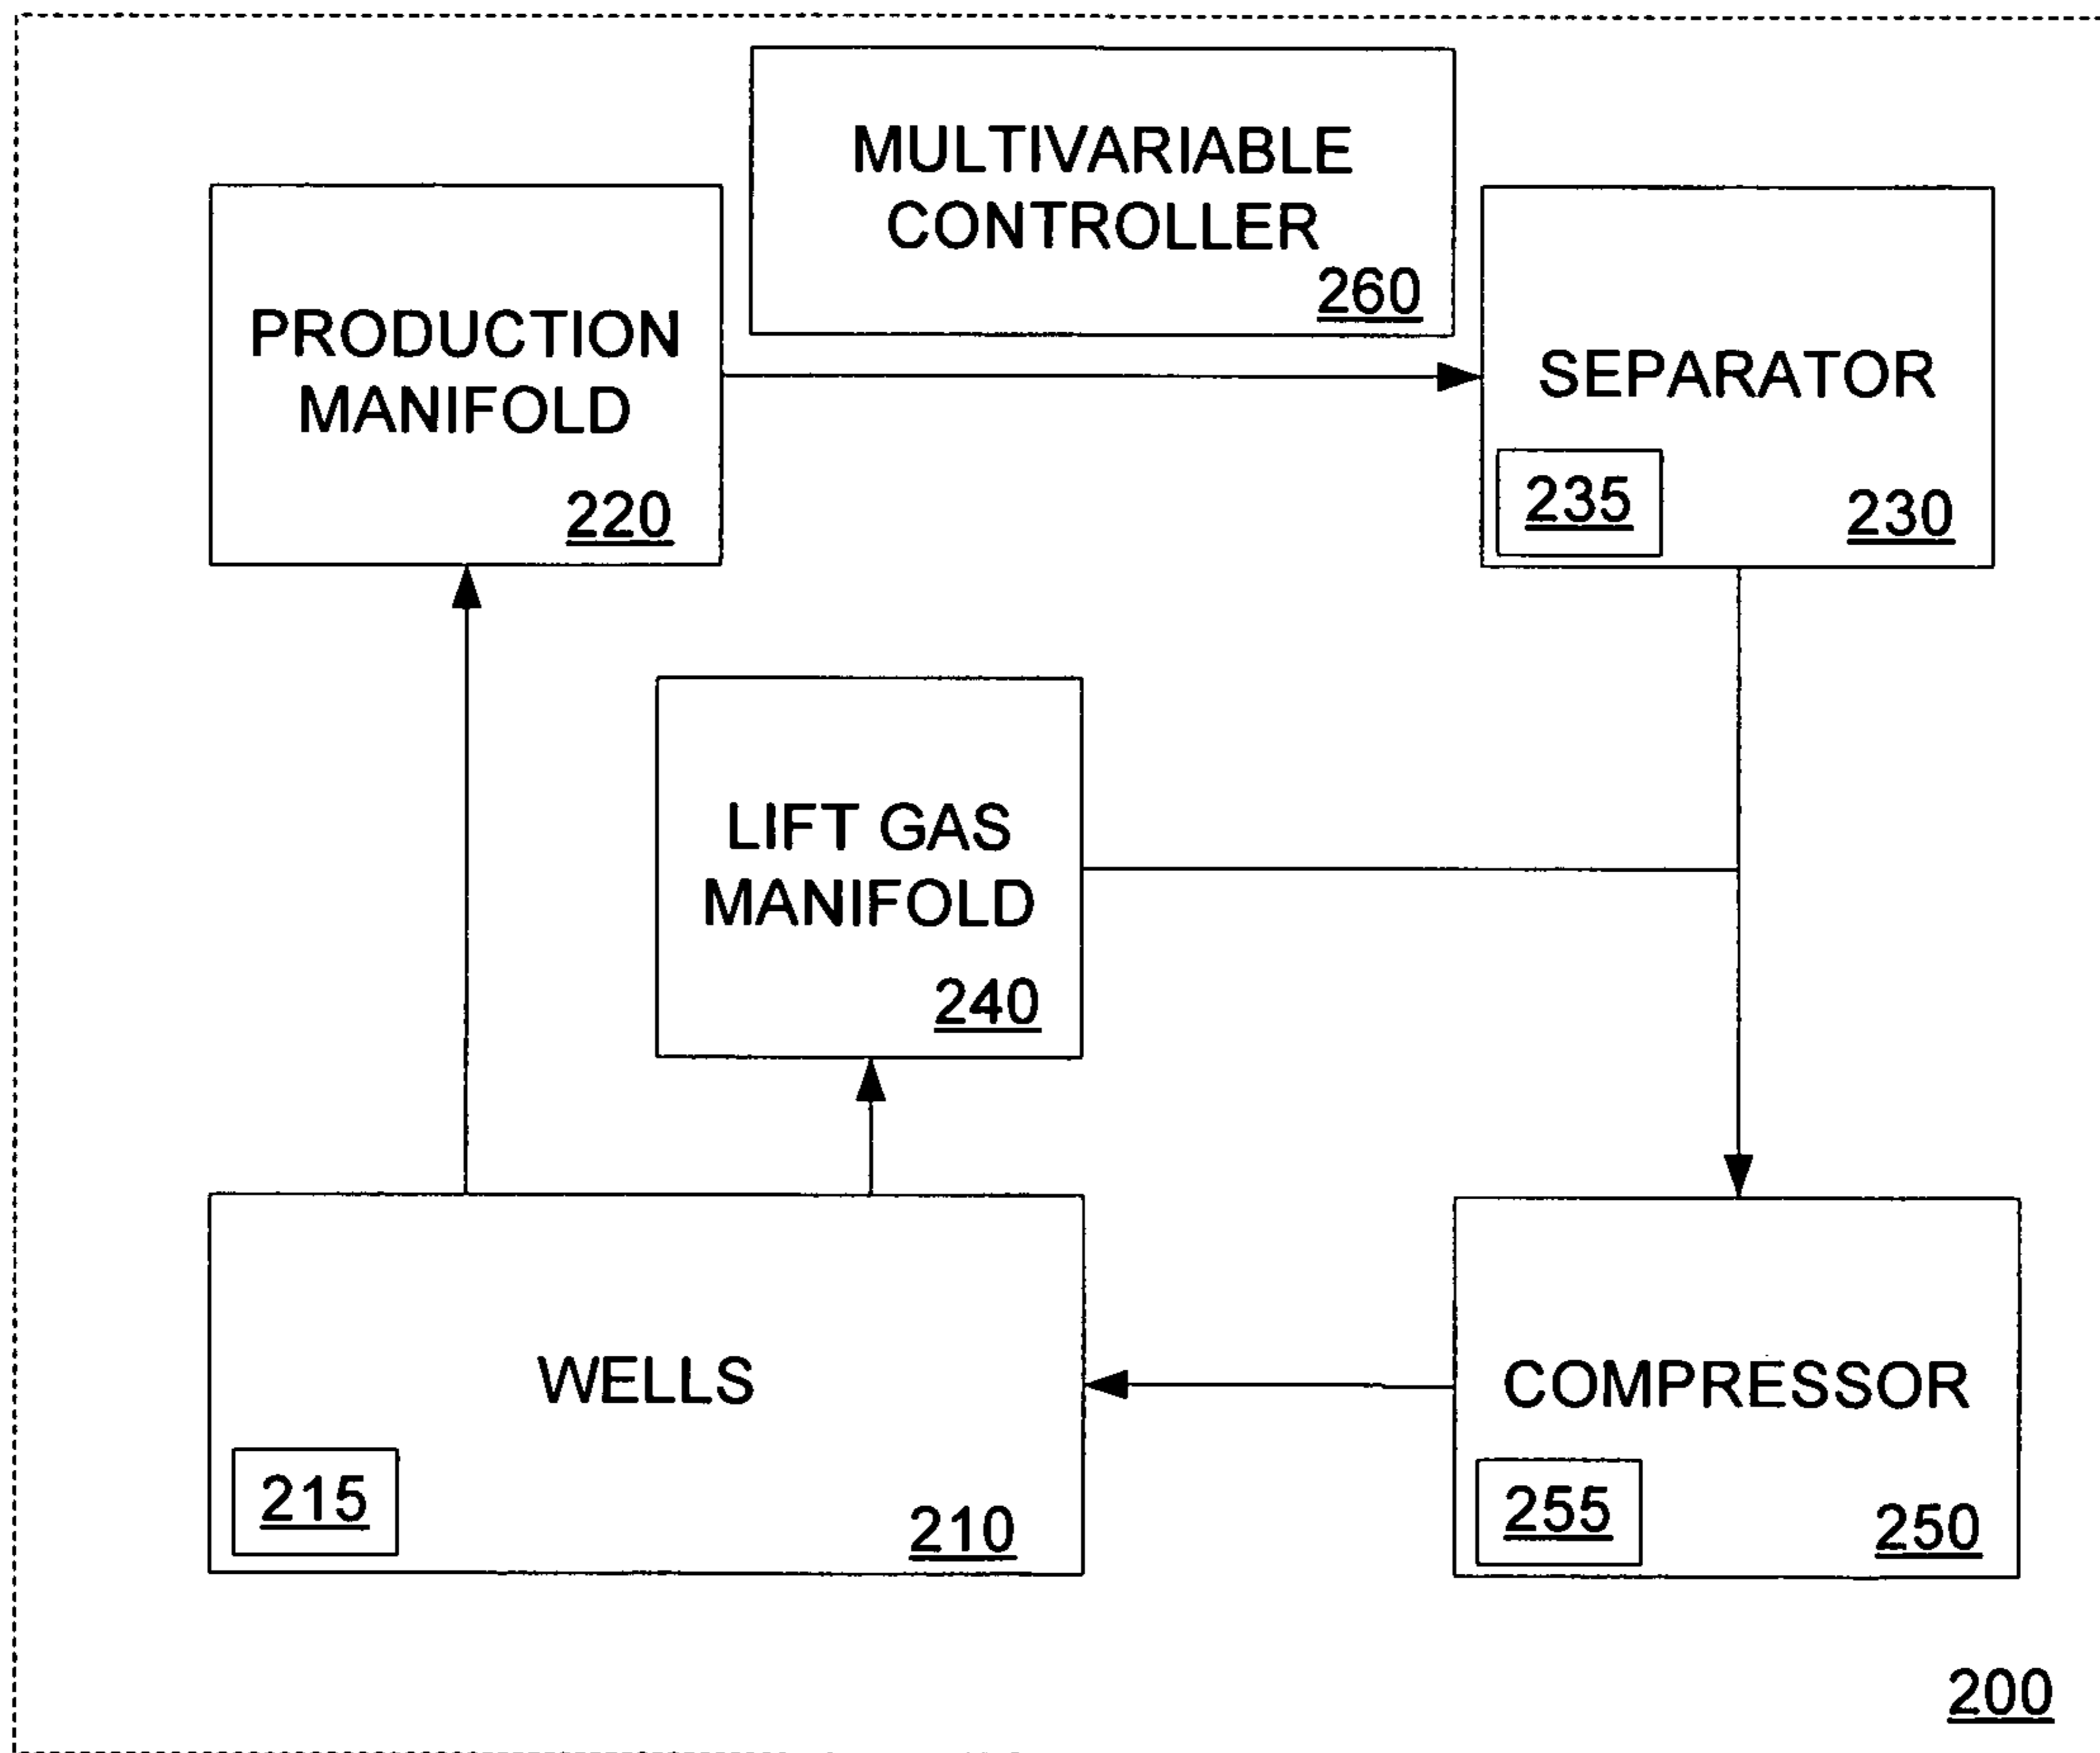 MULTIVARIABLE
CONTROLLER
260
PRODUCTION
MANIFOLD
220
SEPARATOR
235
230
LIFT GAS
MANIFOLD
240
WELLS
215
210
COMPRESSOR
255
250
200